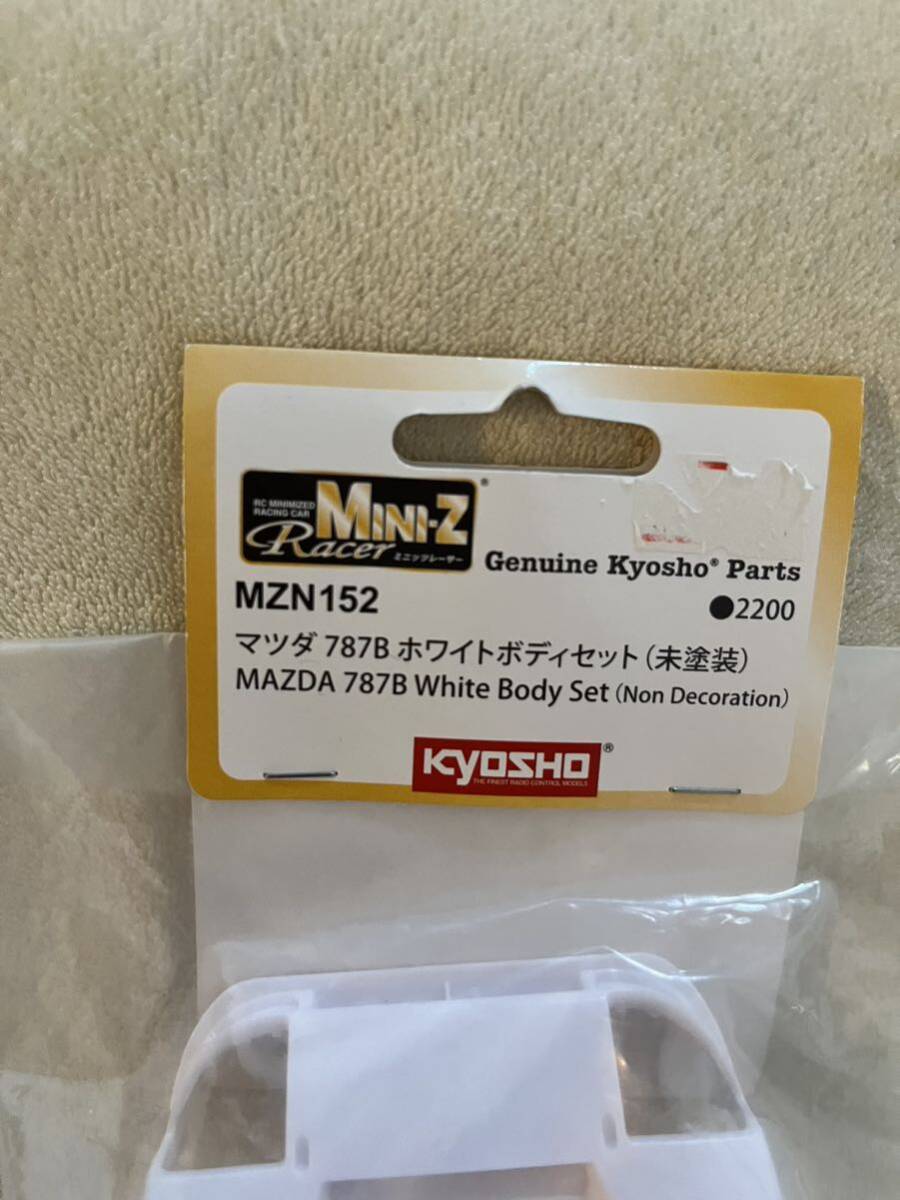 RC MINIMIZED
RACING CAR
MINI-Z®
Racer ミニッツレーサー
Genuine Kyosho® Parts
MZN152 ●2200
マツダ 787B ホワイトボディセット（未塗装）
MAZDA 787B White Body Set (Non Decoration)
KYOSHO®
THE FINEST RADIO CONTROL MODELS